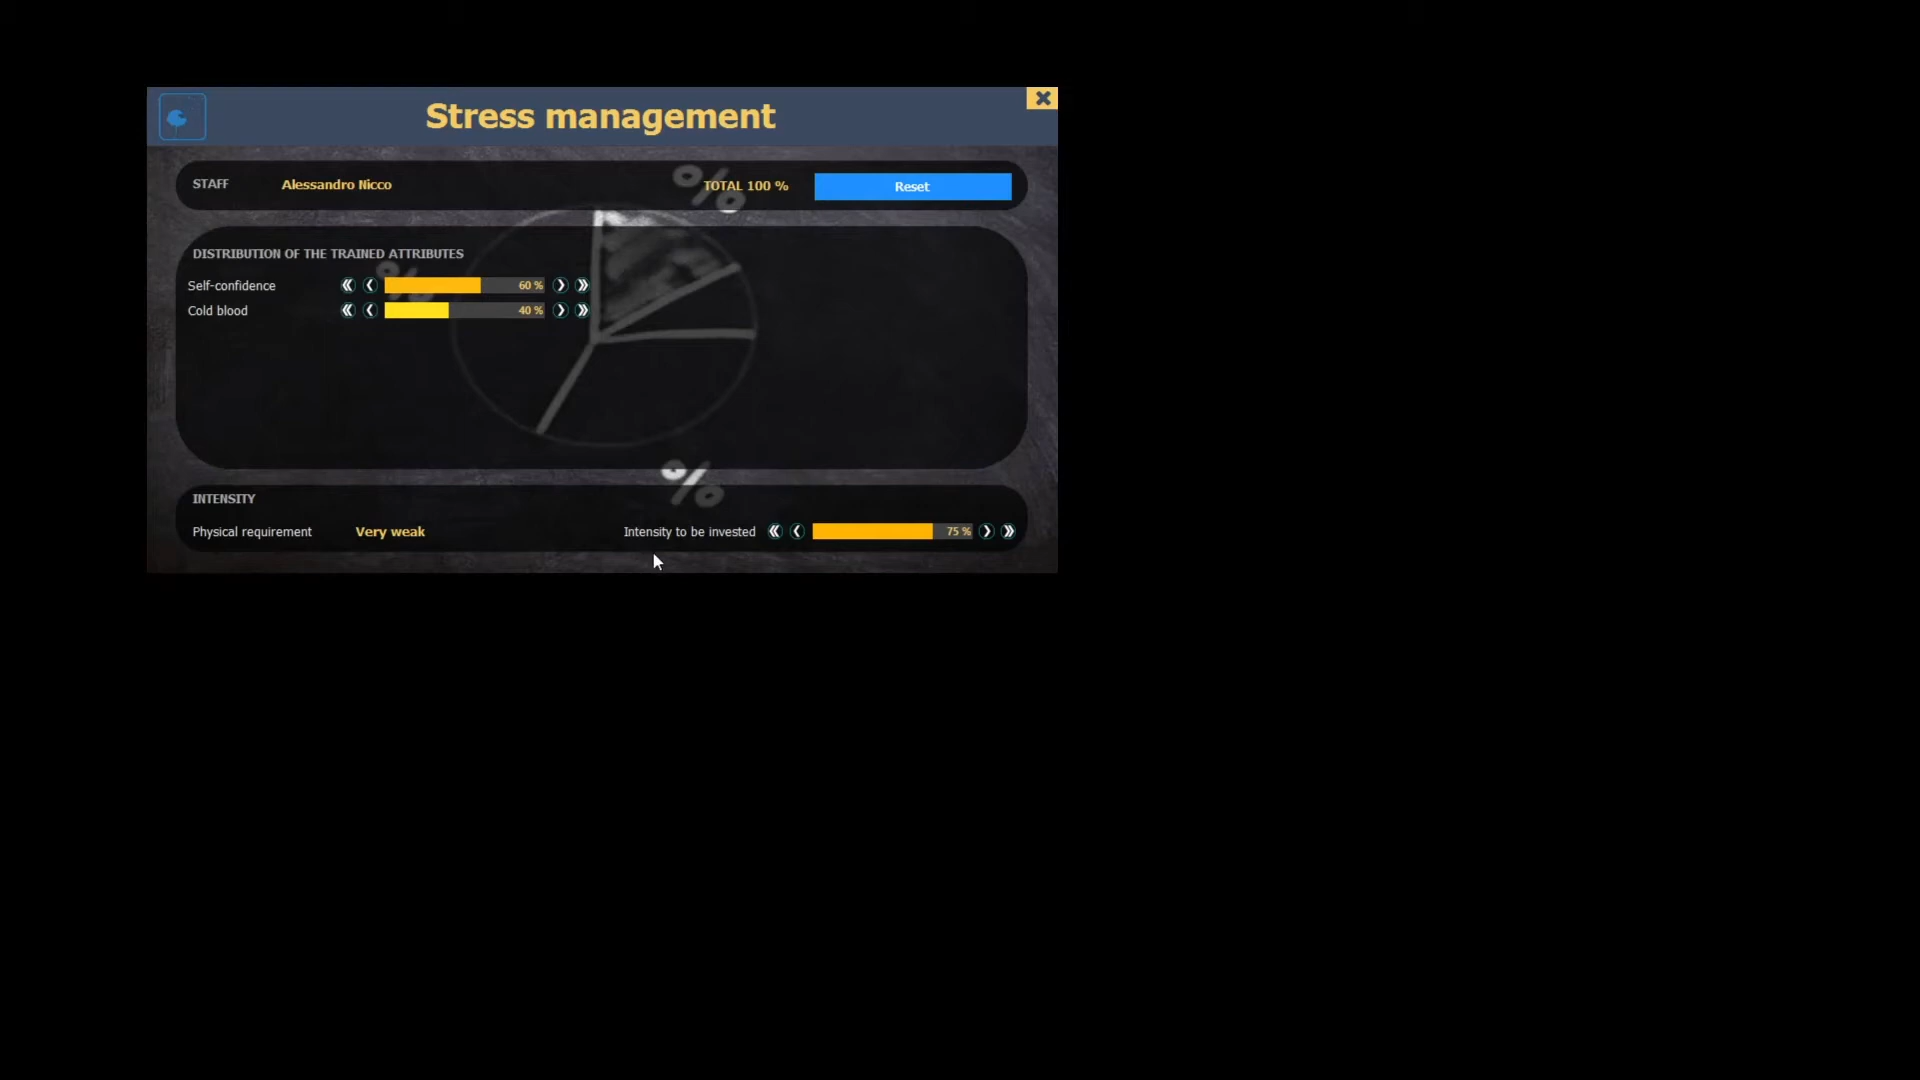 Stress management
STAFF Alessandro Nicco TOTAL 100 % Reset
%
DISTRIBUTION OF THE TRAINED ATTRIBUTES
%
Self-confidence 60 %
Cold blood 40 %
%
INTENSITY
Physical requirement Very weak Intensity to be invested 75 %